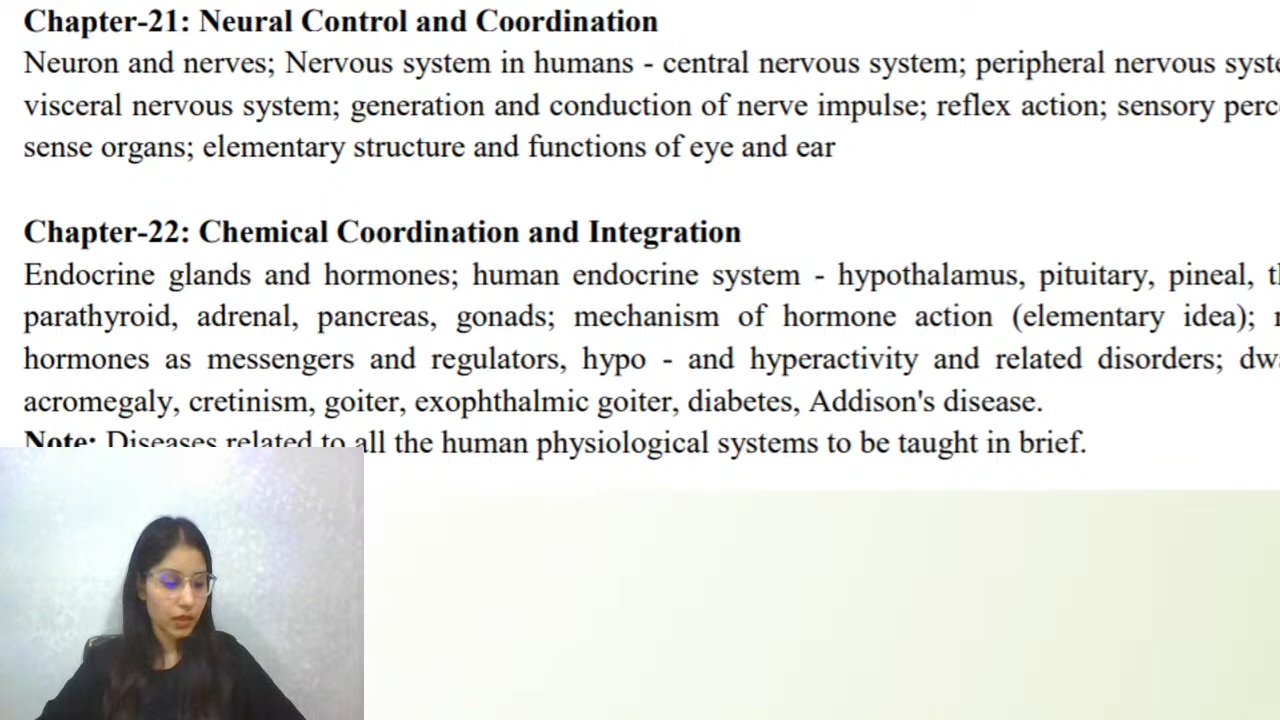 Chapter-21: Neural Control and Coordination
Neuron and nerves; Nervous system in humans - central nervous system; peripheral nervous
visceral nervous system; generation and conduction of nerve impulse; reflex action; sensory
sense organs; elementary structure and functions of eye and ear
Chapter-22: Chemical Coordination and Integration
Endocrine glands and hormones; human endocrine system - hypothalamus, pituitary, pineal,
parathyroid, adrenal, pancreas, gonads; mechanism of hormone action (elementary idea);
hormones as messengers and regulators, hypo - and hyperactivity and related disorders;
acromegaly, cretinism, goiter, exophthalmic goiter, diabetes, Addison's disease.
Note: Diseases related to all the human physiological systems to be taught in brief.